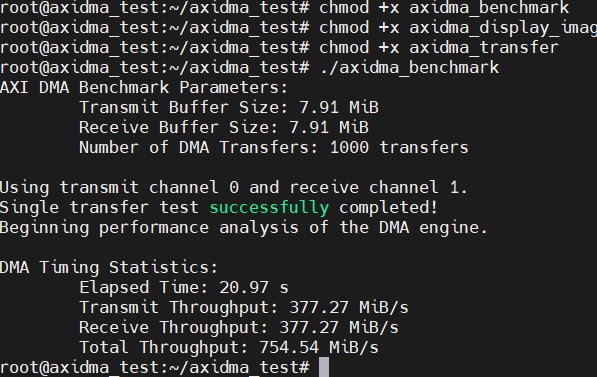 root@axidma_test:~/axidma_test# chmod +x axidma_benchmark
root@axidma_test:~/axidma_test# chmod +x axidma_display_imag
root@axidma_test:~/axidma_test# chmod +x axidma_transfer
root@axidma_test:~/axidma_test# ./axidma_benchmark
AXI DMA Benchmark Parameters:
Transmit Buffer Size: 7.91 MiB
Receive Buffer Size: 7.91 MiB
Number of DMA Transfers: 1000 transfers
Using transmit channel 0 and receive channel 1.
Single transfer test successfully completed!
Beginning performance analysis of the DMA engine.
DMA Timing Statistics:
Elapsed Time: 20.97 s
Transmit Throughput: 377.27 MiB/s
Receive Throughput: 377.27 MiB/s
Total Throughput: 754.54 MiB/s
root@axidma_test:~/axidma_test#